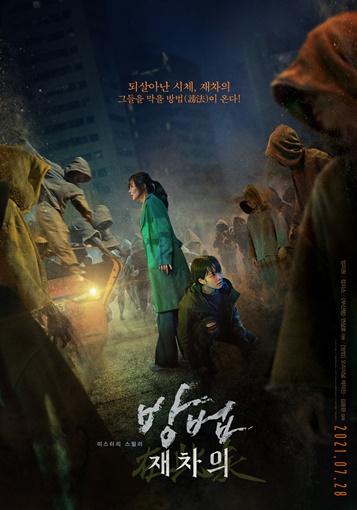 되살아난 시체, 재차의
그들을 막을 방법(謗法)이 온다!
미스터리 스릴러
방법
재차의
2021.07.28